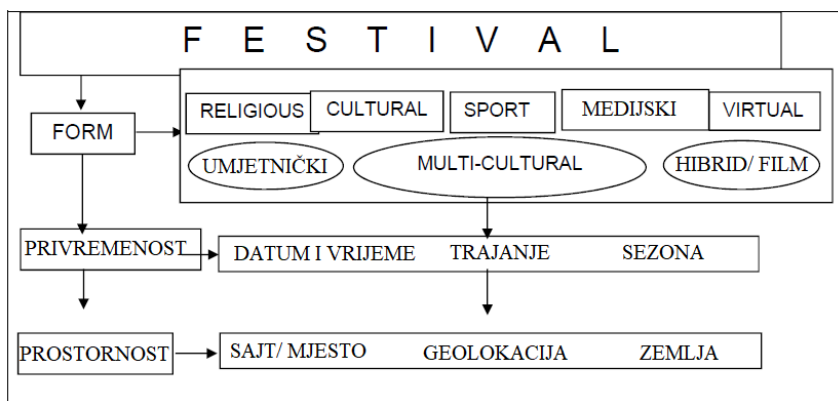 F E S T I V A L
RELIGIOUS CULTURAL SPORT MEDIJSKI VIRTUAL
FORM
UMJETNIČKI MULTI-CULTURAL HIBRID/ FILM
PRIVREMENOST DATUM I VRIJEME TRAJANJE SEZONA
PROSTORNOST SAJT/ MJESTO GEOLOKACIJA ZEMLJA